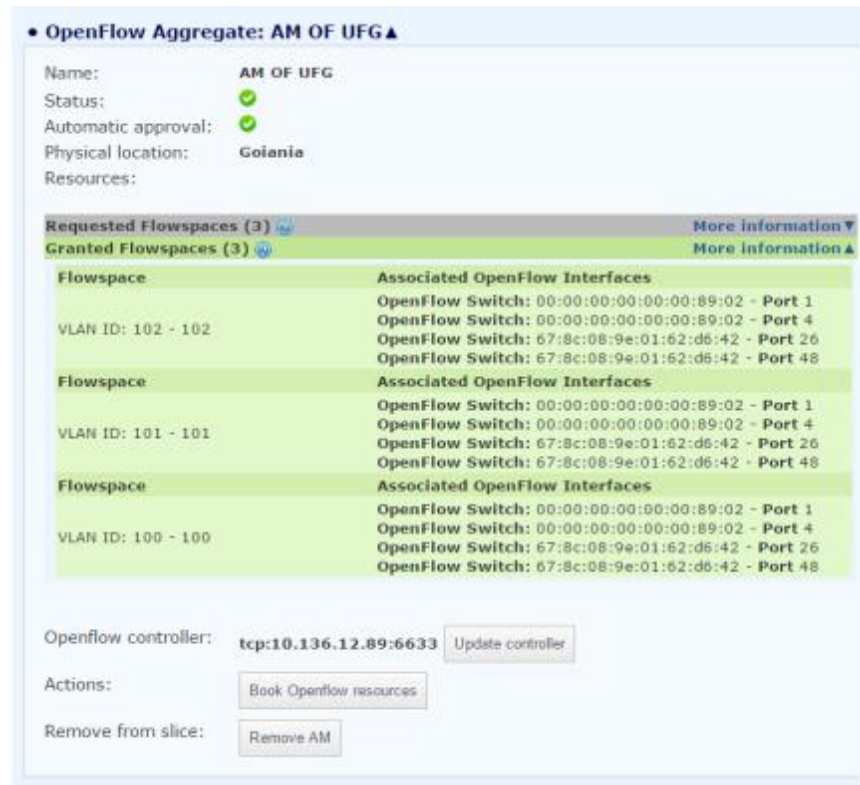 • OpenFlow Aggregate: AM OF UFG▲
Name: AM OF UFG
Status:
Automatic approval:
Physical location: Goiania
Resources:
Requested Flowspaces (3) More information▼
Granted Flowspaces (3) More information▲
Flowspace Associated OpenFlow Interfaces
VLAN ID: 102 - 102
OpenFlow Switch: 00:00:00:00:00:00:89:02 - Port 1
OpenFlow Switch: 00:00:00:00:00:00:89:02 - Port 4
OpenFlow Switch: 67:8c:08:9e:01:62:d6:42 - Port 26
OpenFlow Switch: 67:8c:08:9e:01:62:d6:42 - Port 48
Flowspace Associated OpenFlow Interfaces
VLAN ID: 101 - 101
OpenFlow Switch: 00:00:00:00:00:00:89:02 - Port 1
OpenFlow Switch: 00:00:00:00:00:00:89:02 - Port 4
OpenFlow Switch: 67:8c:08:9e:01:62:d6:42 - Port 26
OpenFlow Switch: 67:8c:08:9e:01:62:d6:42 - Port 48
Flowspace Associated OpenFlow Interfaces
VLAN ID: 100 - 100
OpenFlow Switch: 00:00:00:00:00:00:89:02 - Port 1
OpenFlow Switch: 00:00:00:00:00:00:89:02 - Port 4
OpenFlow Switch: 67:8c:08:9e:01:62:d6:42 - Port 26
OpenFlow Switch: 67:8c:08:9e:01:62:d6:42 - Port 48
Openflow controller: tcp:10.136.12.89:6633 Update controller
Actions: Book Openflow resources
Remove from slice: Remove AM